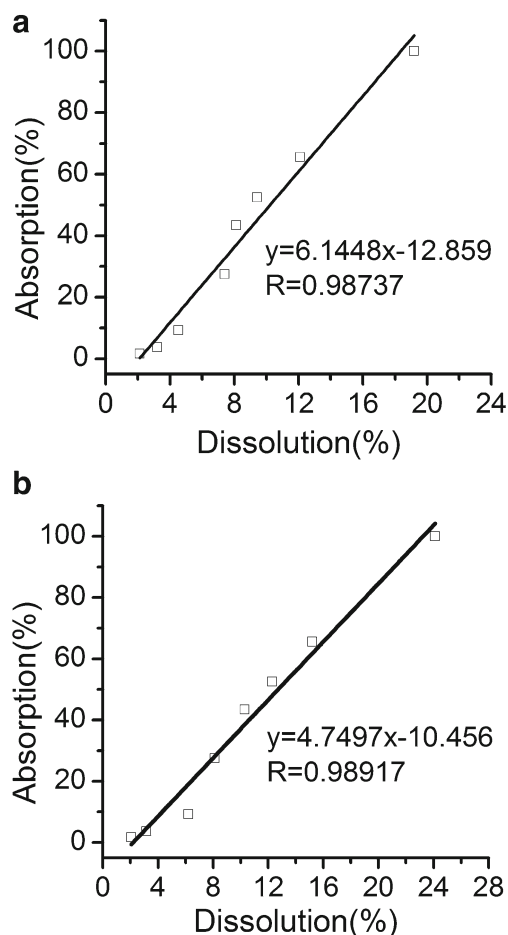 a
100
80
60
40
20
0
Absorption(%)
y=6.1448x-12.859
R=0.98737
0 4 8 12 16 20 24
Dissolution(%)
b
100
80
60
40
20
0
Absorption(%)
y=4.7497x-10.456
R=0.98917
0 4 8 12 16 20 24 28
Dissolution(%)